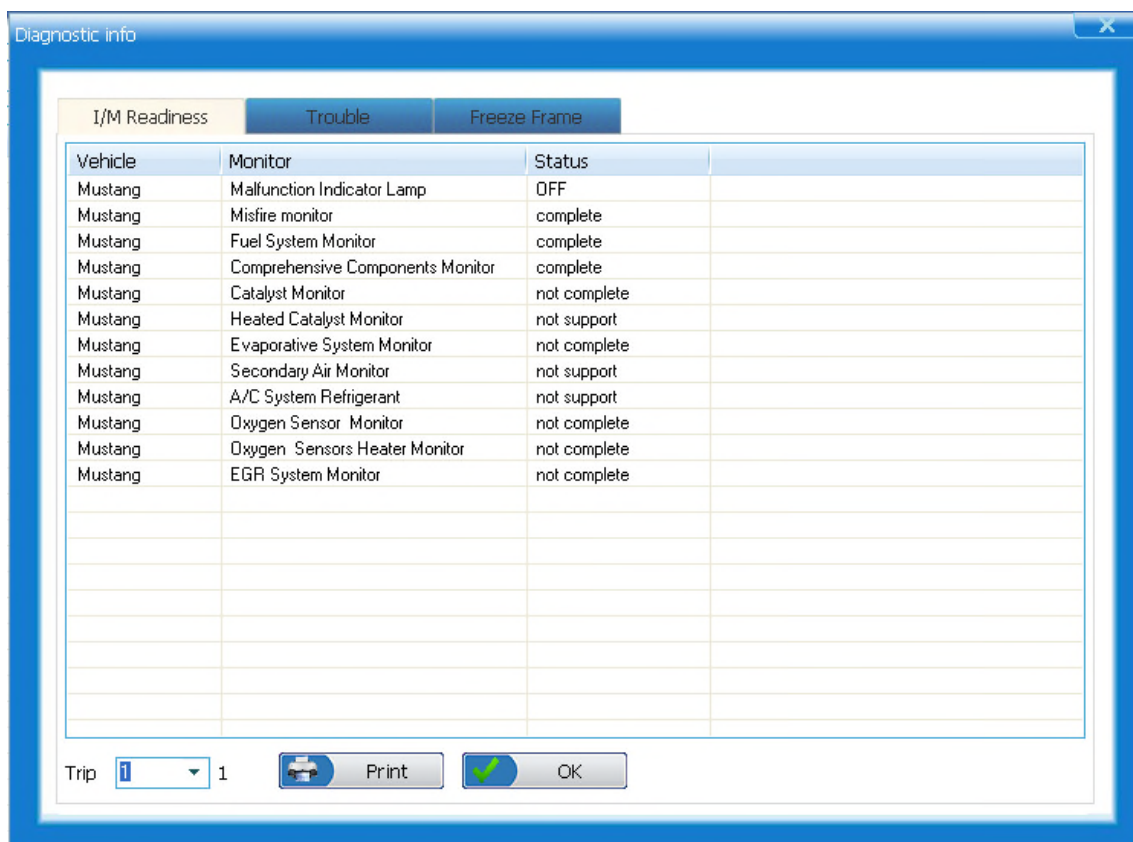 Diagnostic info
I/M Readiness Trouble Freeze Frame
Vehicle Monitor Status
Mustang Malfunction Indicator Lamp OFF
Mustang Misfire monitor complete
Mustang Fuel System Monitor complete
Mustang Comprehensive Components Monitor complete
Mustang Catalyst Monitor not complete
Mustang Heated Catalyst Monitor not support
Mustang Evaporative System Monitor not complete
Mustang Secondary Air Monitor not support
Mustang A/C System Refrigerant not support
Mustang Oxygen Sensor Monitor not complete
Mustang Oxygen Sensors Heater Monitor not complete
Mustang EGR System Monitor not complete
Trip 1 1 Print OK